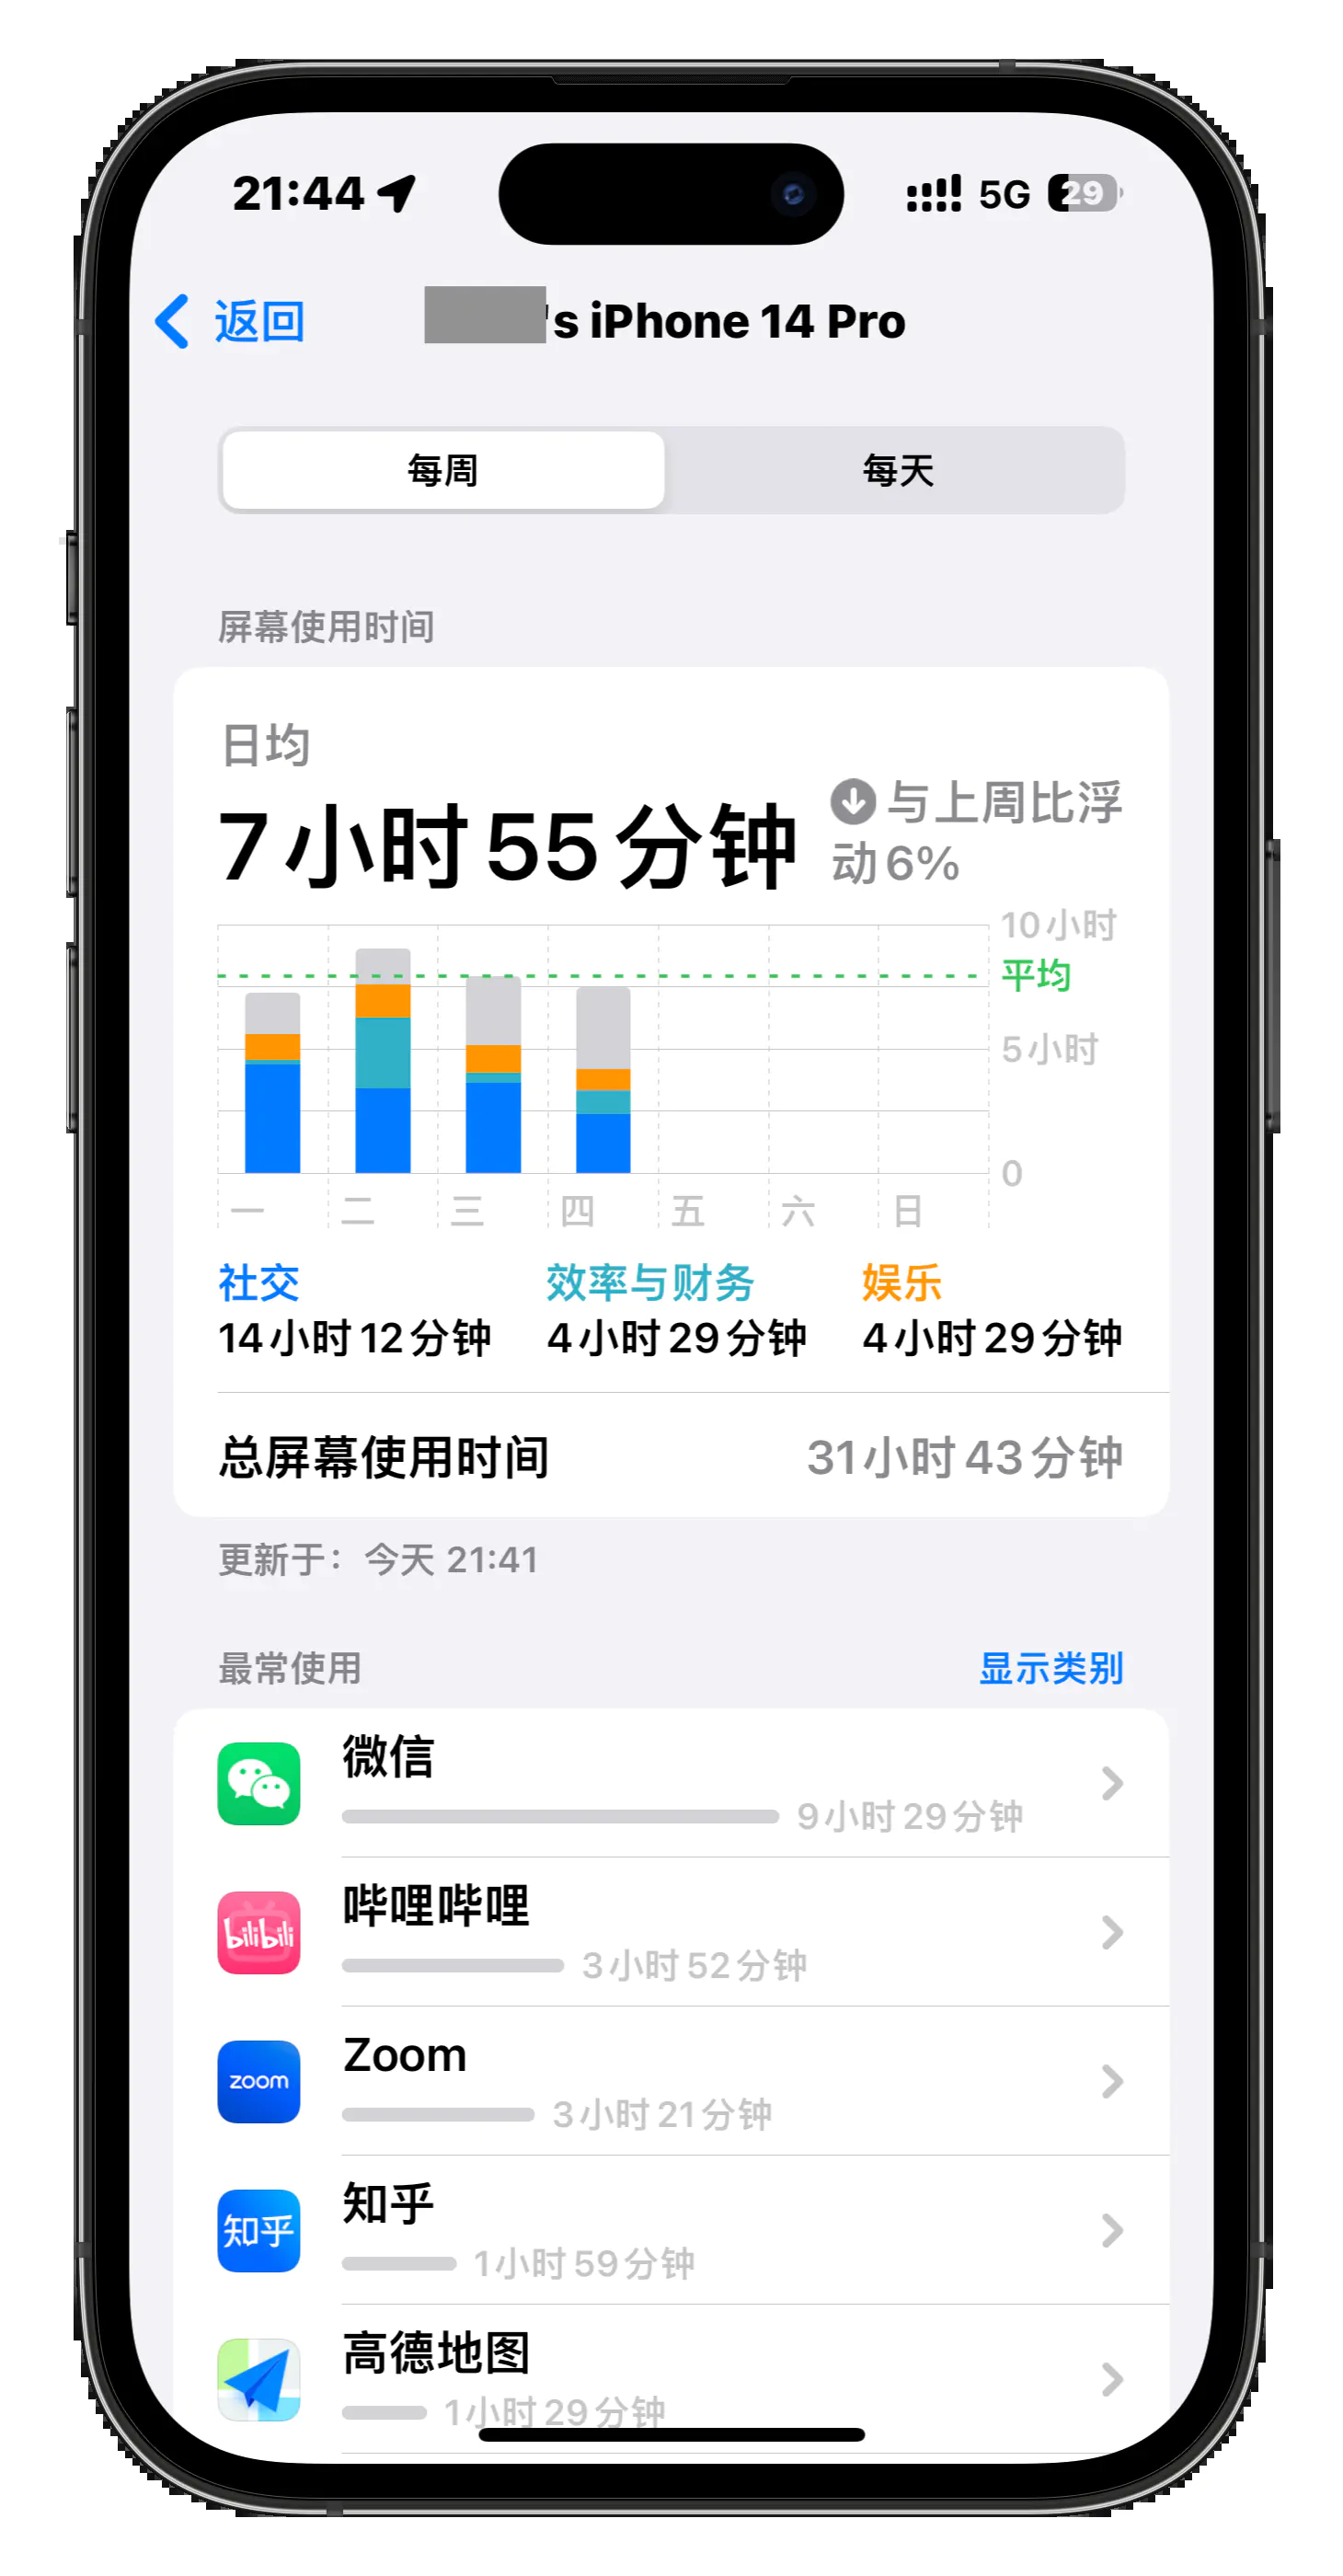 21:44 5G 29
返回 's iPhone 14 Pro
每周 每天
屏幕使用时间
日均
7小时55分钟
与上周比浮
动6%
10小时
平均
5小时
0
一 二 三 四 五 六 日
社交 效率与财务 娱乐
14小时12分钟 4小时29分钟 4小时29分钟
总屏幕使用时间 31小时43分钟
更新于：今天 21:41
最常使用 显示类别
微信
9小时29分钟
bilibili
哔哩哔哩
3小时52分钟
zoom
Zoom
3小时21分钟
知乎
知乎
1小时59分钟
高德地图
1小时29分钟